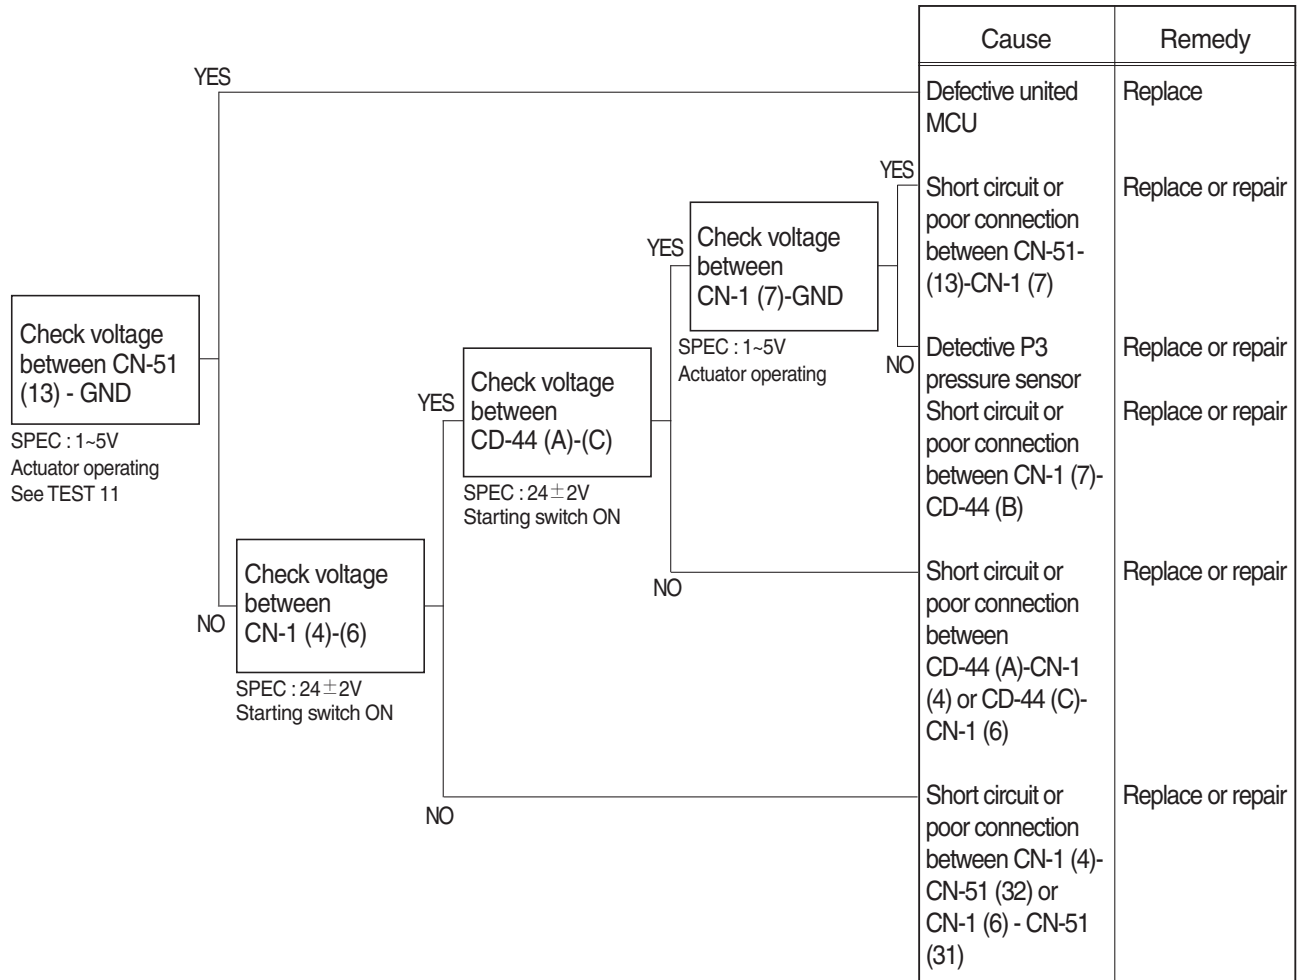 Cause
Remedy
YES
Defective united
MCU
Replace
YES
Short circuit or
poor connection
between CN-51-
(13)-CN-1 (7)
Replace or repair
YES
Check voltage
between
CN-1 (7)-GND
SPEC : 1~5V
Actuator operating
NO
Detective P3
pressure sensor
Replace or repair
Short circuit or
poor connection
between CN-1 (7)-
CD-44 (B)
Replace or repair
Check voltage
between CN-51
(13) - GND
SPEC : 1~5V
Actuator operating
See TEST 11
YES
Check voltage
between
CD-44 (A)-(C)
SPEC : 24±2V
Starting switch ON
NO
Short circuit or
poor connection
between
CD-44 (A)-CN-1
(4) or CD-44 (C)-
CN-1 (6)
Replace or repair
NO
Check voltage
between
CN-1 (4)-(6)
SPEC : 24±2V
Starting switch ON
NO
Short circuit or
poor connection
between CN-1 (4)-
CN-51 (32) or
CN-1 (6) - CN-51
(31)
Replace or repair